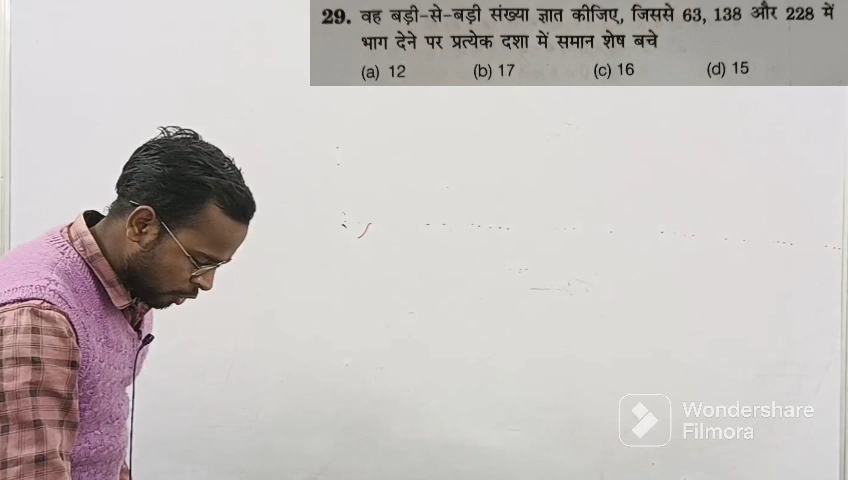 29. वह बड़ी-से-बड़ी संख्या ज्ञात कीजिए, जिससे 63, 138 और 228 में
भाग देने पर प्रत्येक दशा में समान शेष बचे
(a) 12 (b) 17 (c) 16 (d) 15
Wondershare
Filmora